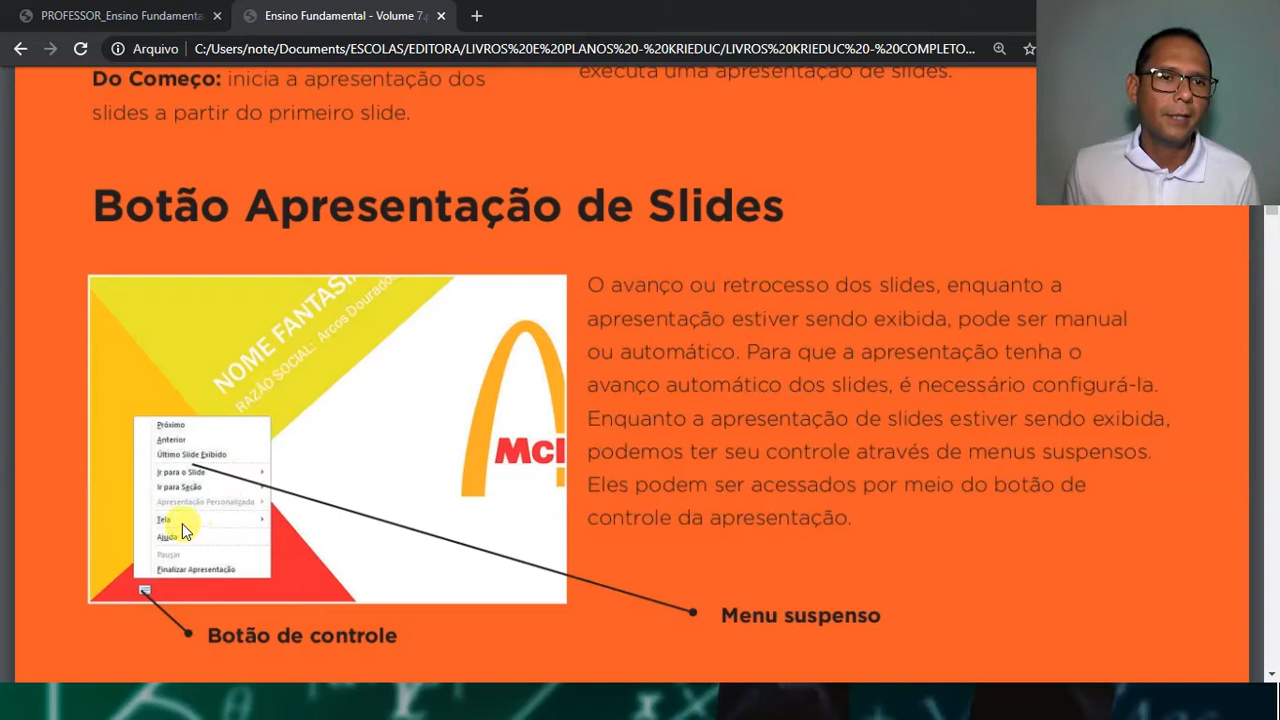 PROFESSOR_Ensino Fundamenta
Ensino Fundamental - Volume 7.
Arquivo
C:/Users/note/Documents/ESCOLAS/EDITORA/LIVROS%20E%20PLANOS%20-%20KRIEDUC/LIVROS%20KRIEDUC%20-%20COMPLETO...
Do Começo: inicia a apresentação dos
slides a partir do primeiro slide.
executa uma apresentação de slides.
Botão Apresentação de Slides
NOME FANTASI
RAZÃO SOCIAL: Arcos Dourados
McI
Próximo
Anterior
Último Slide Exibido
Ir para o Slide
Ir para Seção
Apresentação Personalizada
Tela
Ajuda
Pausar
Finalizar Apresentação
O avanço ou retrocesso dos slides, enquanto a
apresentação estiver sendo exibida, pode ser manual
ou automático. Para que a apresentação tenha o
avanço automático dos slides, é necessário configurá-la.
Enquanto a apresentação de slides estiver sendo exibida,
podemos ter seu controle através de menus suspensos.
Eles podem ser acessados por meio do botão de
controle da apresentação.
Menu suspenso
Botão de controle